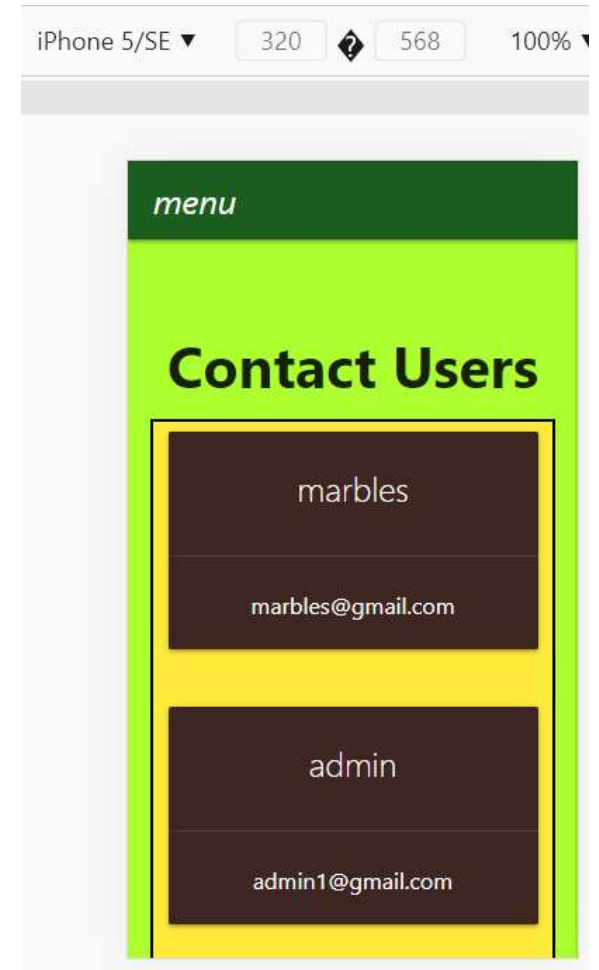 iPhone 5/SE ▼ 320 � 568 100% ▼
menu
Contact Users
marbles
marbles@gmail.com
admin
admin1@gmail.com